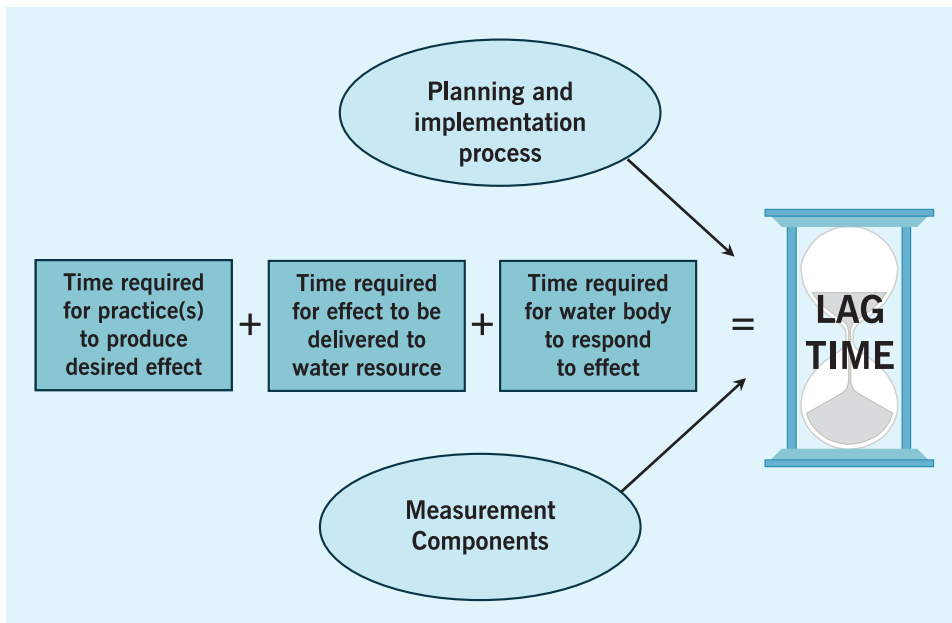 Planning and
implementation
process
Time required
for practice(s)
to produce
desired effect
+
Time required
for effect to be
delivered to
water resource
+
Time required
for water body
to respond
to effect
=
LAG
TIME
Measurement
Components